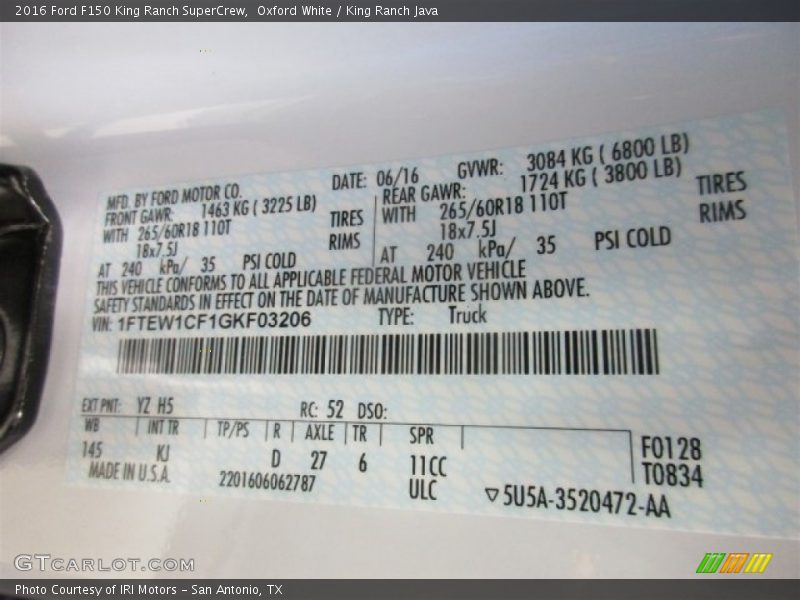 2016 Ford F150 King Ranch SuperCrew,  Oxford White / King Ranch Java
MFD. BY FORD MOTOR CO.
DATE: 06/16
GVWR: 3084 KG ( 6800 LB)
FRONT GAWR: 1463 KG ( 3225 LB)
REAR GAWR: 1724 KG ( 3800 LB)
WITH 265/60R18 110T TIRES
WITH 265/60R18 110T TIRES
18x7.5J RIMS
18x7.5J RIMS
AT 240 kPa/ 35 PSI COLD
AT 240 kPa/ 35 PSI COLD
THIS VEHICLE CONFORMS TO ALL APPLICABLE FEDERAL MOTOR VEHICLE
SAFETY STANDARDS IN EFFECT ON THE DATE OF MANUFACTURE SHOWN ABOVE.
VIN: 1FTEW1CF1GKF03206 TYPE: Truck
EXT PNT: YZ H5 RC: 52 DSO:
WB INT TR TP/PS R AXLE TR SPR
145 KJ D 27 6 11CC
F0128
T0834
MADE IN U.S.A. 2201606062787 ULC
▽5U5A-3520472-AA
GTCARLOT.COM
Photo Courtesy of IRI Motors – San Antonio, TX